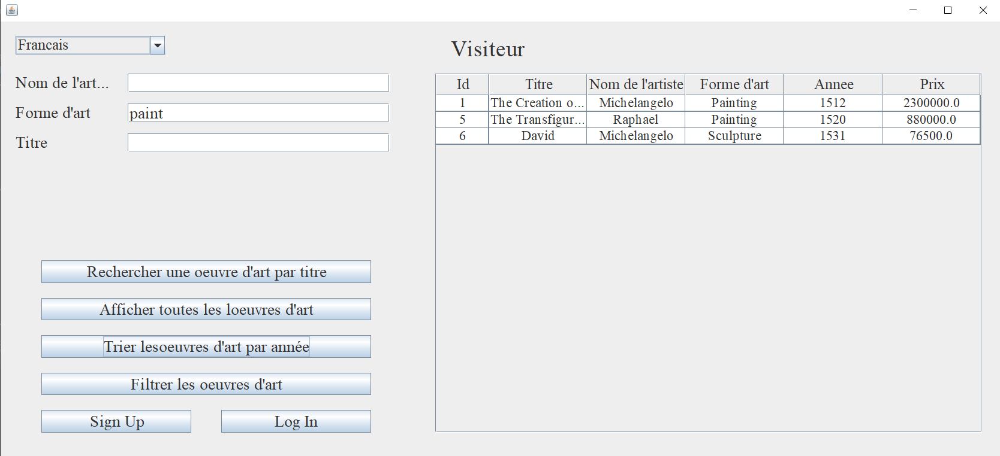 Francais
Visiteur
Nom de l'art...
Forme d'art paint
Titre
Id Titre Nom de l'artiste Forme d'art Annee Prix
1 The Creation o... Michelangelo Painting 1512 2300000.0
5 The Transfigur... Raphael Painting 1520 880000.0
6 David Michelangelo Sculpture 1531 76500.0
Rechercher une oeuvre d'art par titre
Afficher toutes les loeuvres d'art
Trier lesoeuvres d'art par année
Filtrer les oeuvres d'art
Sign Up Log In